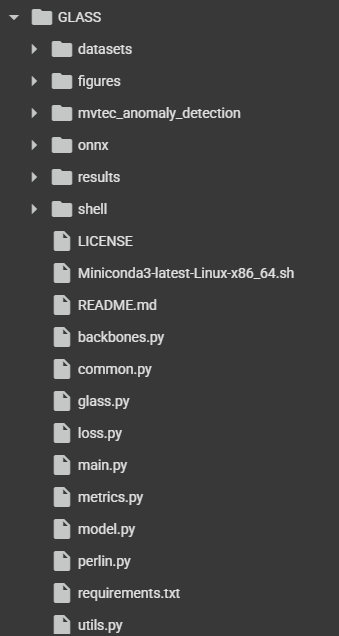 GLASS
datasets
figures
mvtec_anomaly_detection
onnx
results
shell
LICENSE
Miniconda3-latest-Linux-x86_64.sh
README.md
backbones.py
common.py
glass.py
loss.py
main.py
metrics.py
model.py
perlin.py
requirements.txt
utils.py